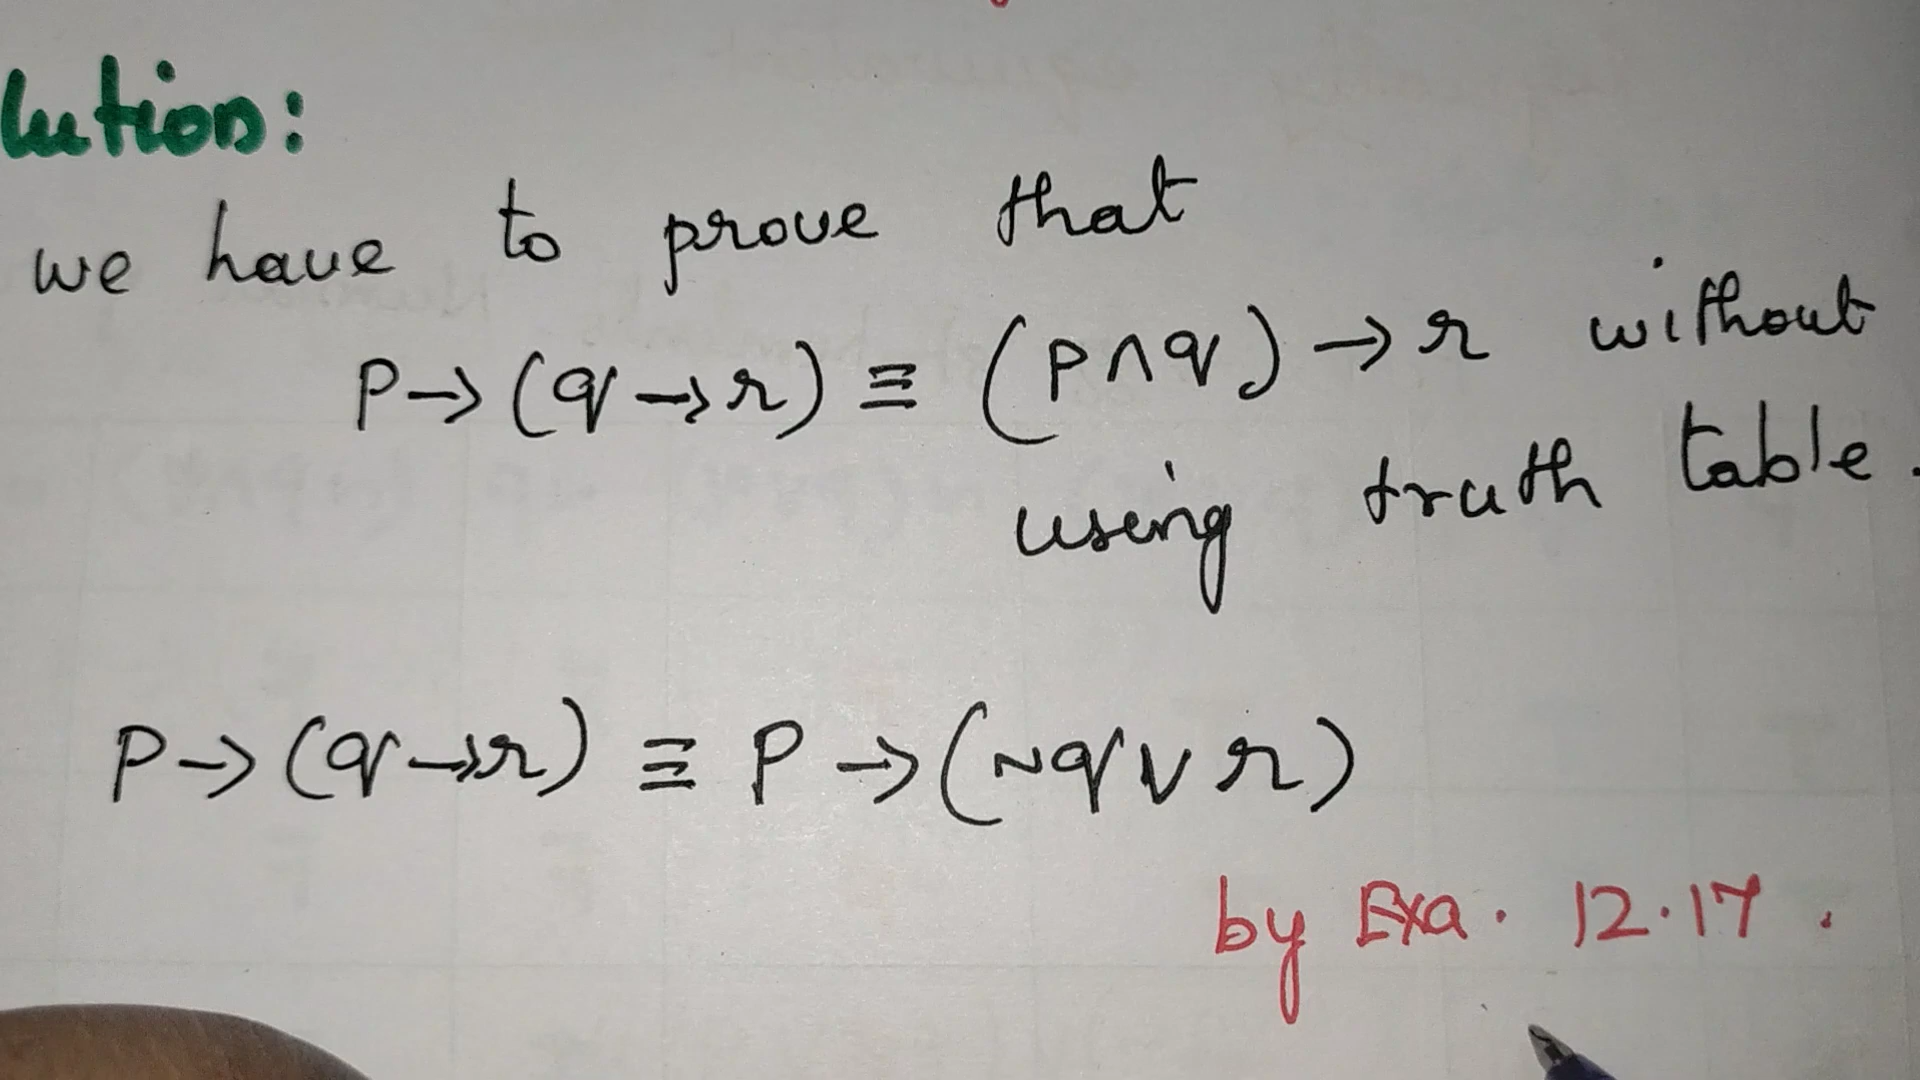 lution:
we have to prove that
P→(q→r) ≡ (p∧q)→r without
using truth table.
P→(q→r) ≡ P→(~q∨r)
by Exa. 12.17.